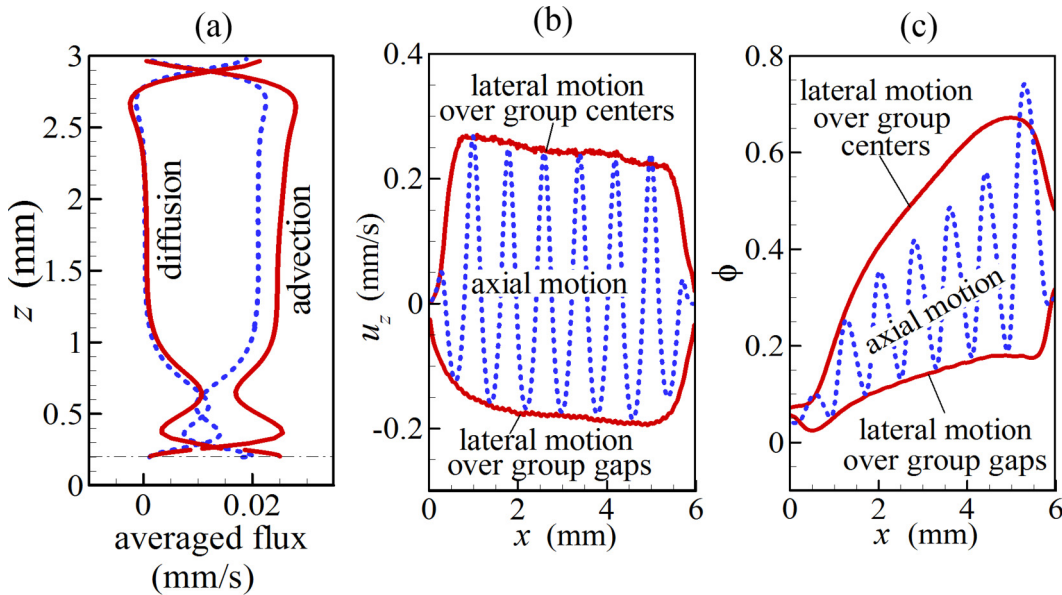 (a)
3
2.5
2
1.5
1
0.5
0
z (mm)
diffusion
advection
0
0.02
averaged flux
(mm/s)
(b)
0.4
0.2
0
-0.2
u_z (mm/s)
lateral motion
over group centers
axial motion
lateral motion
over group gaps
0
2
4
6
x (mm)
(c)
0.8
0.6
0.4
0.2
0
ϕ
lateral motion
over group
centers
axial motion
lateral motion
over group gaps
0
2
4
6
x (mm)